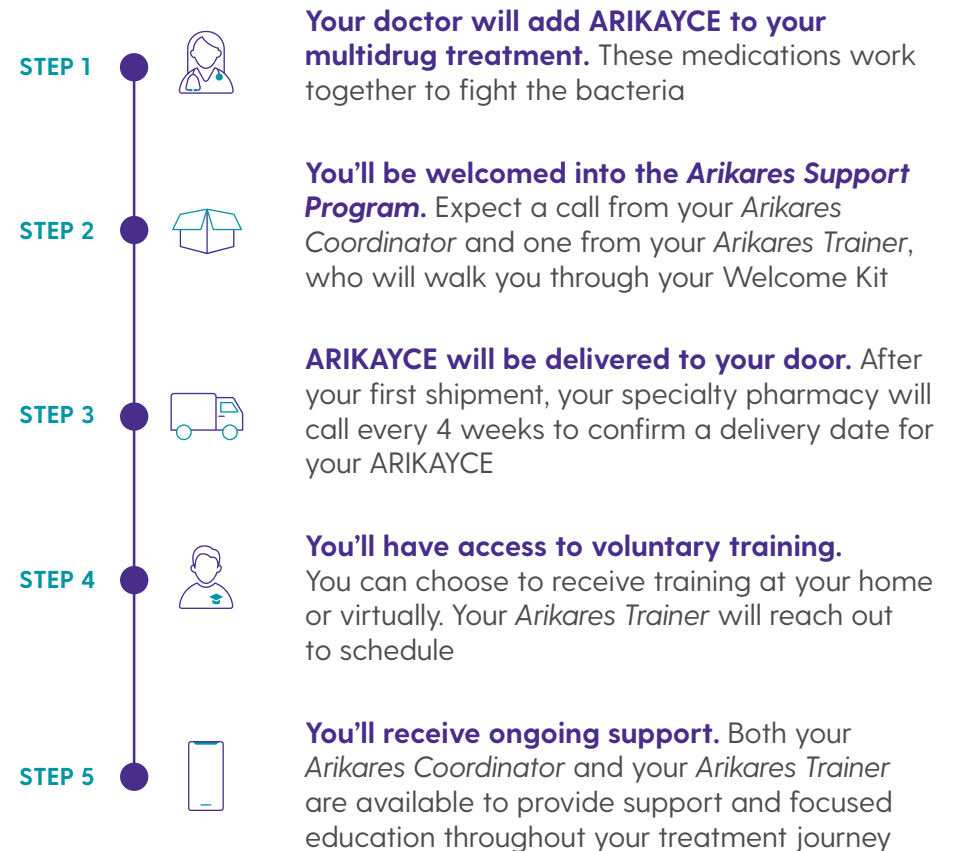 STEP 1
Your doctor will add ARIKAYCE to your
multidrug treatment. These medications work
together to fight the bacteria
STEP 2
You’ll be welcomed into the Arikares Support
Program. Expect a call from your Arikares
Coordinator and one from your Arikares Trainer,
who will walk you through your Welcome Kit
STEP 3
ARIKAYCE will be delivered to your door. After
your first shipment, your specialty pharmacy will
call every 4 weeks to confirm a delivery date for
your ARIKAYCE
STEP 4
You’ll have access to voluntary training.
You can choose to receive training at your home
or virtually. Your Arikares Trainer will reach out
to schedule
STEP 5
You’ll receive ongoing support. Both your
Arikares Coordinator and your Arikares Trainer
are available to provide support and focused
education throughout your treatment journey